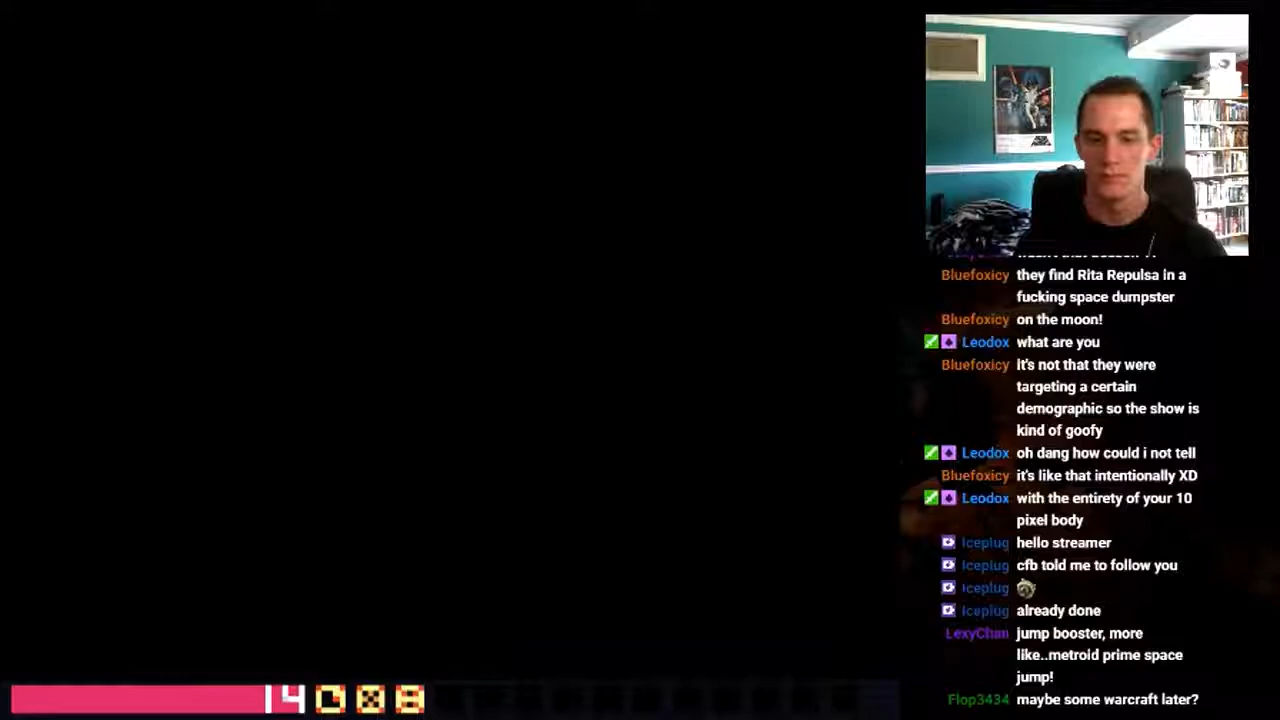 Bluefoxicy they find Rita Repulsa in a
fucking space dumpster
Bluefoxicy on the moon!
Leodox what are you
Bluefoxicy it's not that they were
targeting a certain
demographic so the show is
kind of goofy
Leodox oh dang how could i not tell
Bluefoxicy it's like that intentionally XD
Leodox with the entirety of your 10
pixel body
Iceplug hello streamer
Iceplug cfb told me to follow you
Iceplug
Iceplug already done
LexyChan jump booster, more
like..metroid prime space
jump!
Flop3434 maybe some warcraft later?
14